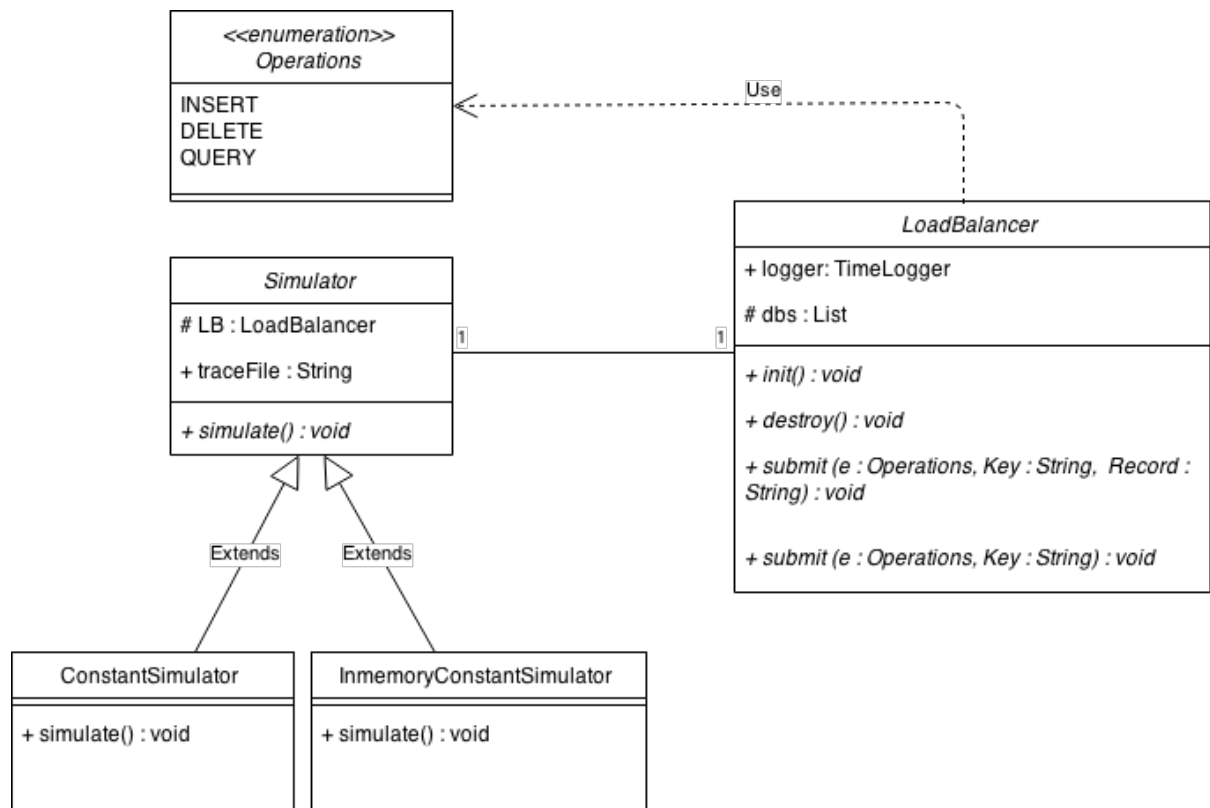 <<enumeration>>
Operations
INSERT
DELETE
QUERY
Use
LoadBalancer
+ logger: TimeLogger
# dbs : List
+ init() : void
+ destroy() : void
+ submit (e : Operations, Key : String, Record :
String) : void
+ submit (e : Operations, Key : String) : void
Simulator
# LB : LoadBalancer
+ traceFile : String
+ simulate() : void
1
1
Extends
Extends
ConstantSimulator
+ simulate() : void
InmemoryConstantSimulator
+ simulate() : void